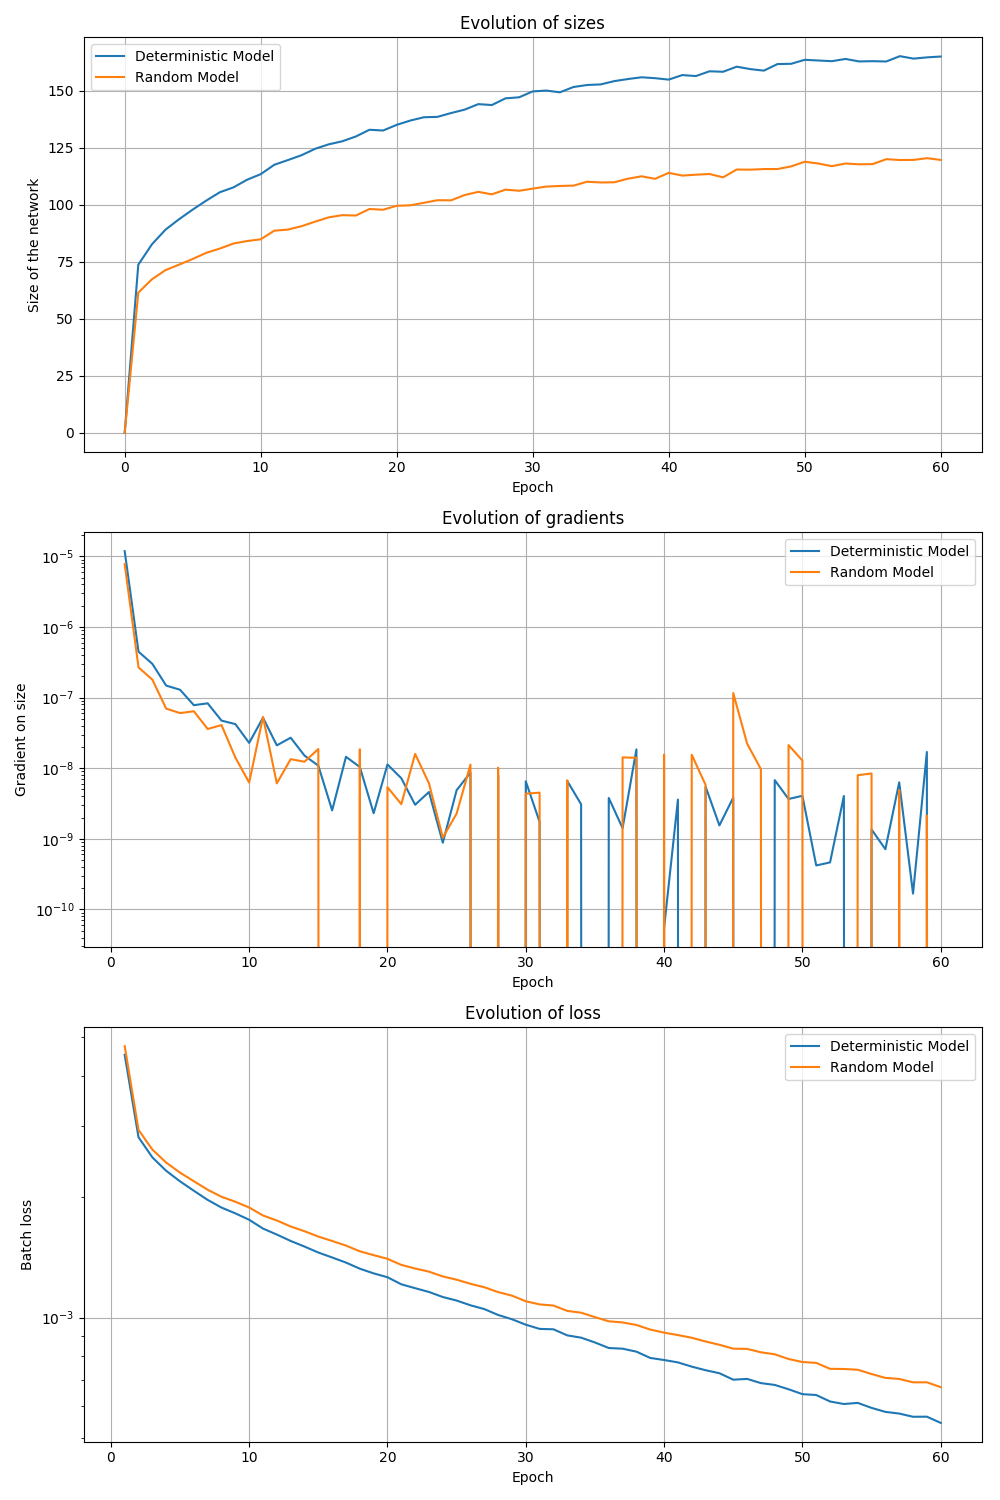 Evolution of sizes
Deterministic Model
Random Model
Size of the network
150
125
100
75
50
25
0
0 10 20 30 40 50 60
Epoch
Evolution of gradients
Deterministic Model
Random Model
Gradient on size
10⁻⁵
10⁻⁶
10⁻⁷
10⁻⁸
10⁻⁹
10⁻¹⁰
0 10 20 30 40 50 60
Epoch
Evolution of loss
Deterministic Model
Random Model
Batch loss
10⁻³
0 10 20 30 40 50 60
Epoch